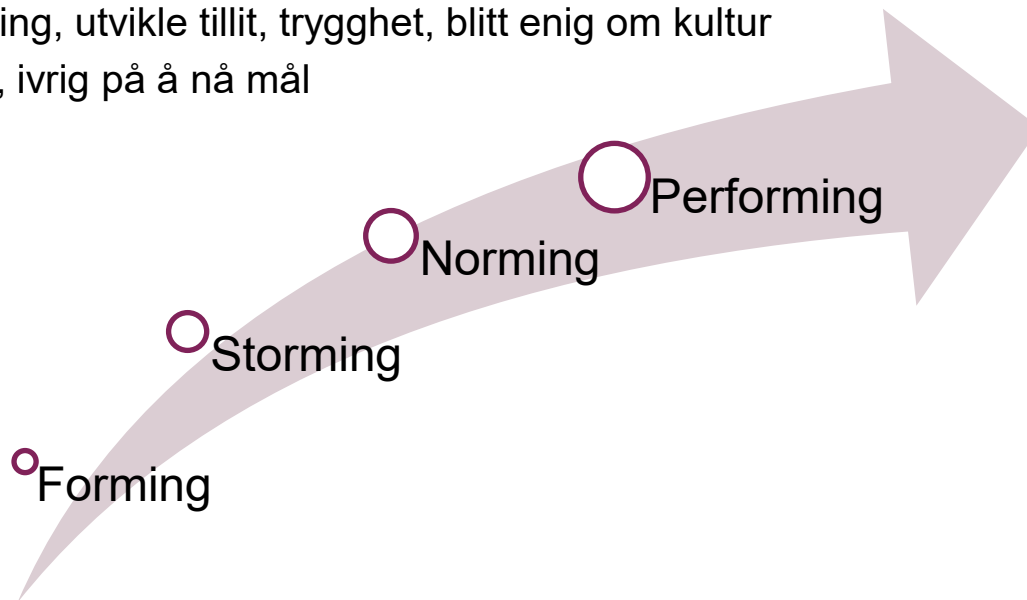 ing, utvikle tillit, trygghet, blitt enig om kultur
, ivrig på å nå mål
Performing
Norming
Storming
Forming